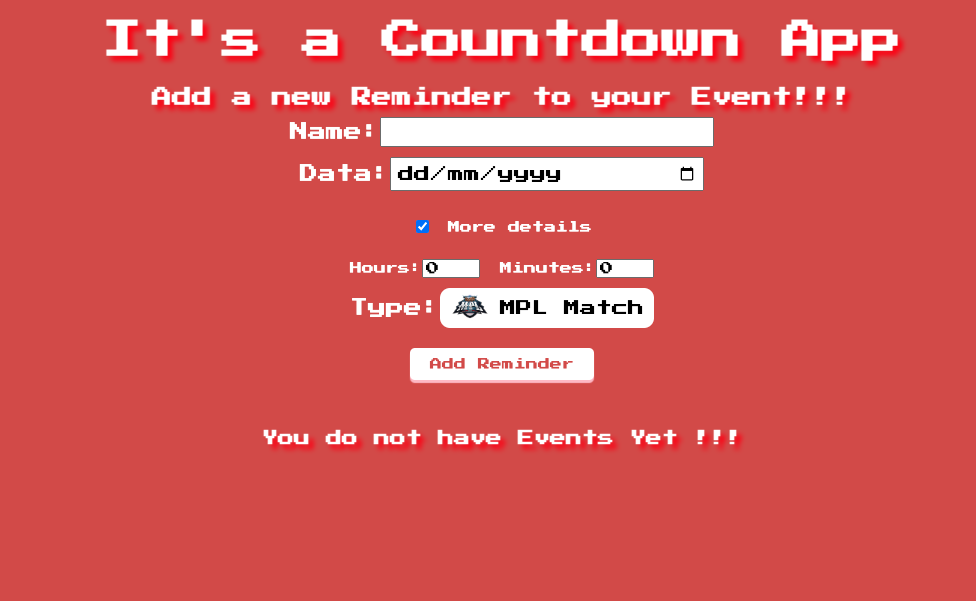 It's a Countdown App
Add a new Reminder to your Event!!!
Name:
Data: dd/mm/yyyy
More details
Hours: 0 Minutes: 0
Type: MPL Match
Add Reminder
You do not have Events Yet !!!